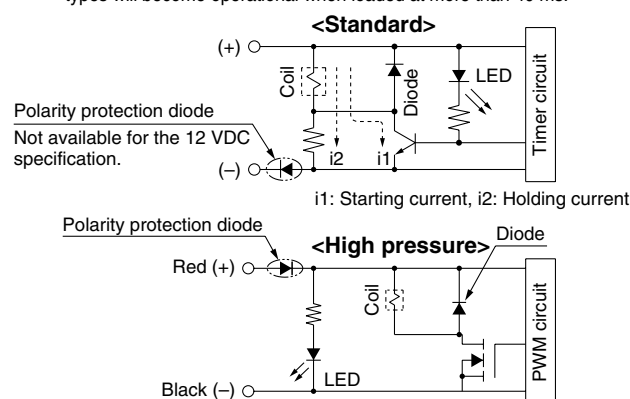 types will become operational when loaded at more than 40 ms.
<Standard>
(+)
Coil
Diode
LED
Timer circuit
Polarity protection diode
Not available for the 12 VDC
specification.
(–)
i2
i1
i1: Starting current, i2: Holding current
Polarity protection diode
<High pressure>
Diode
Red (+)
Coil
PWM circuit
LED
Black (–)